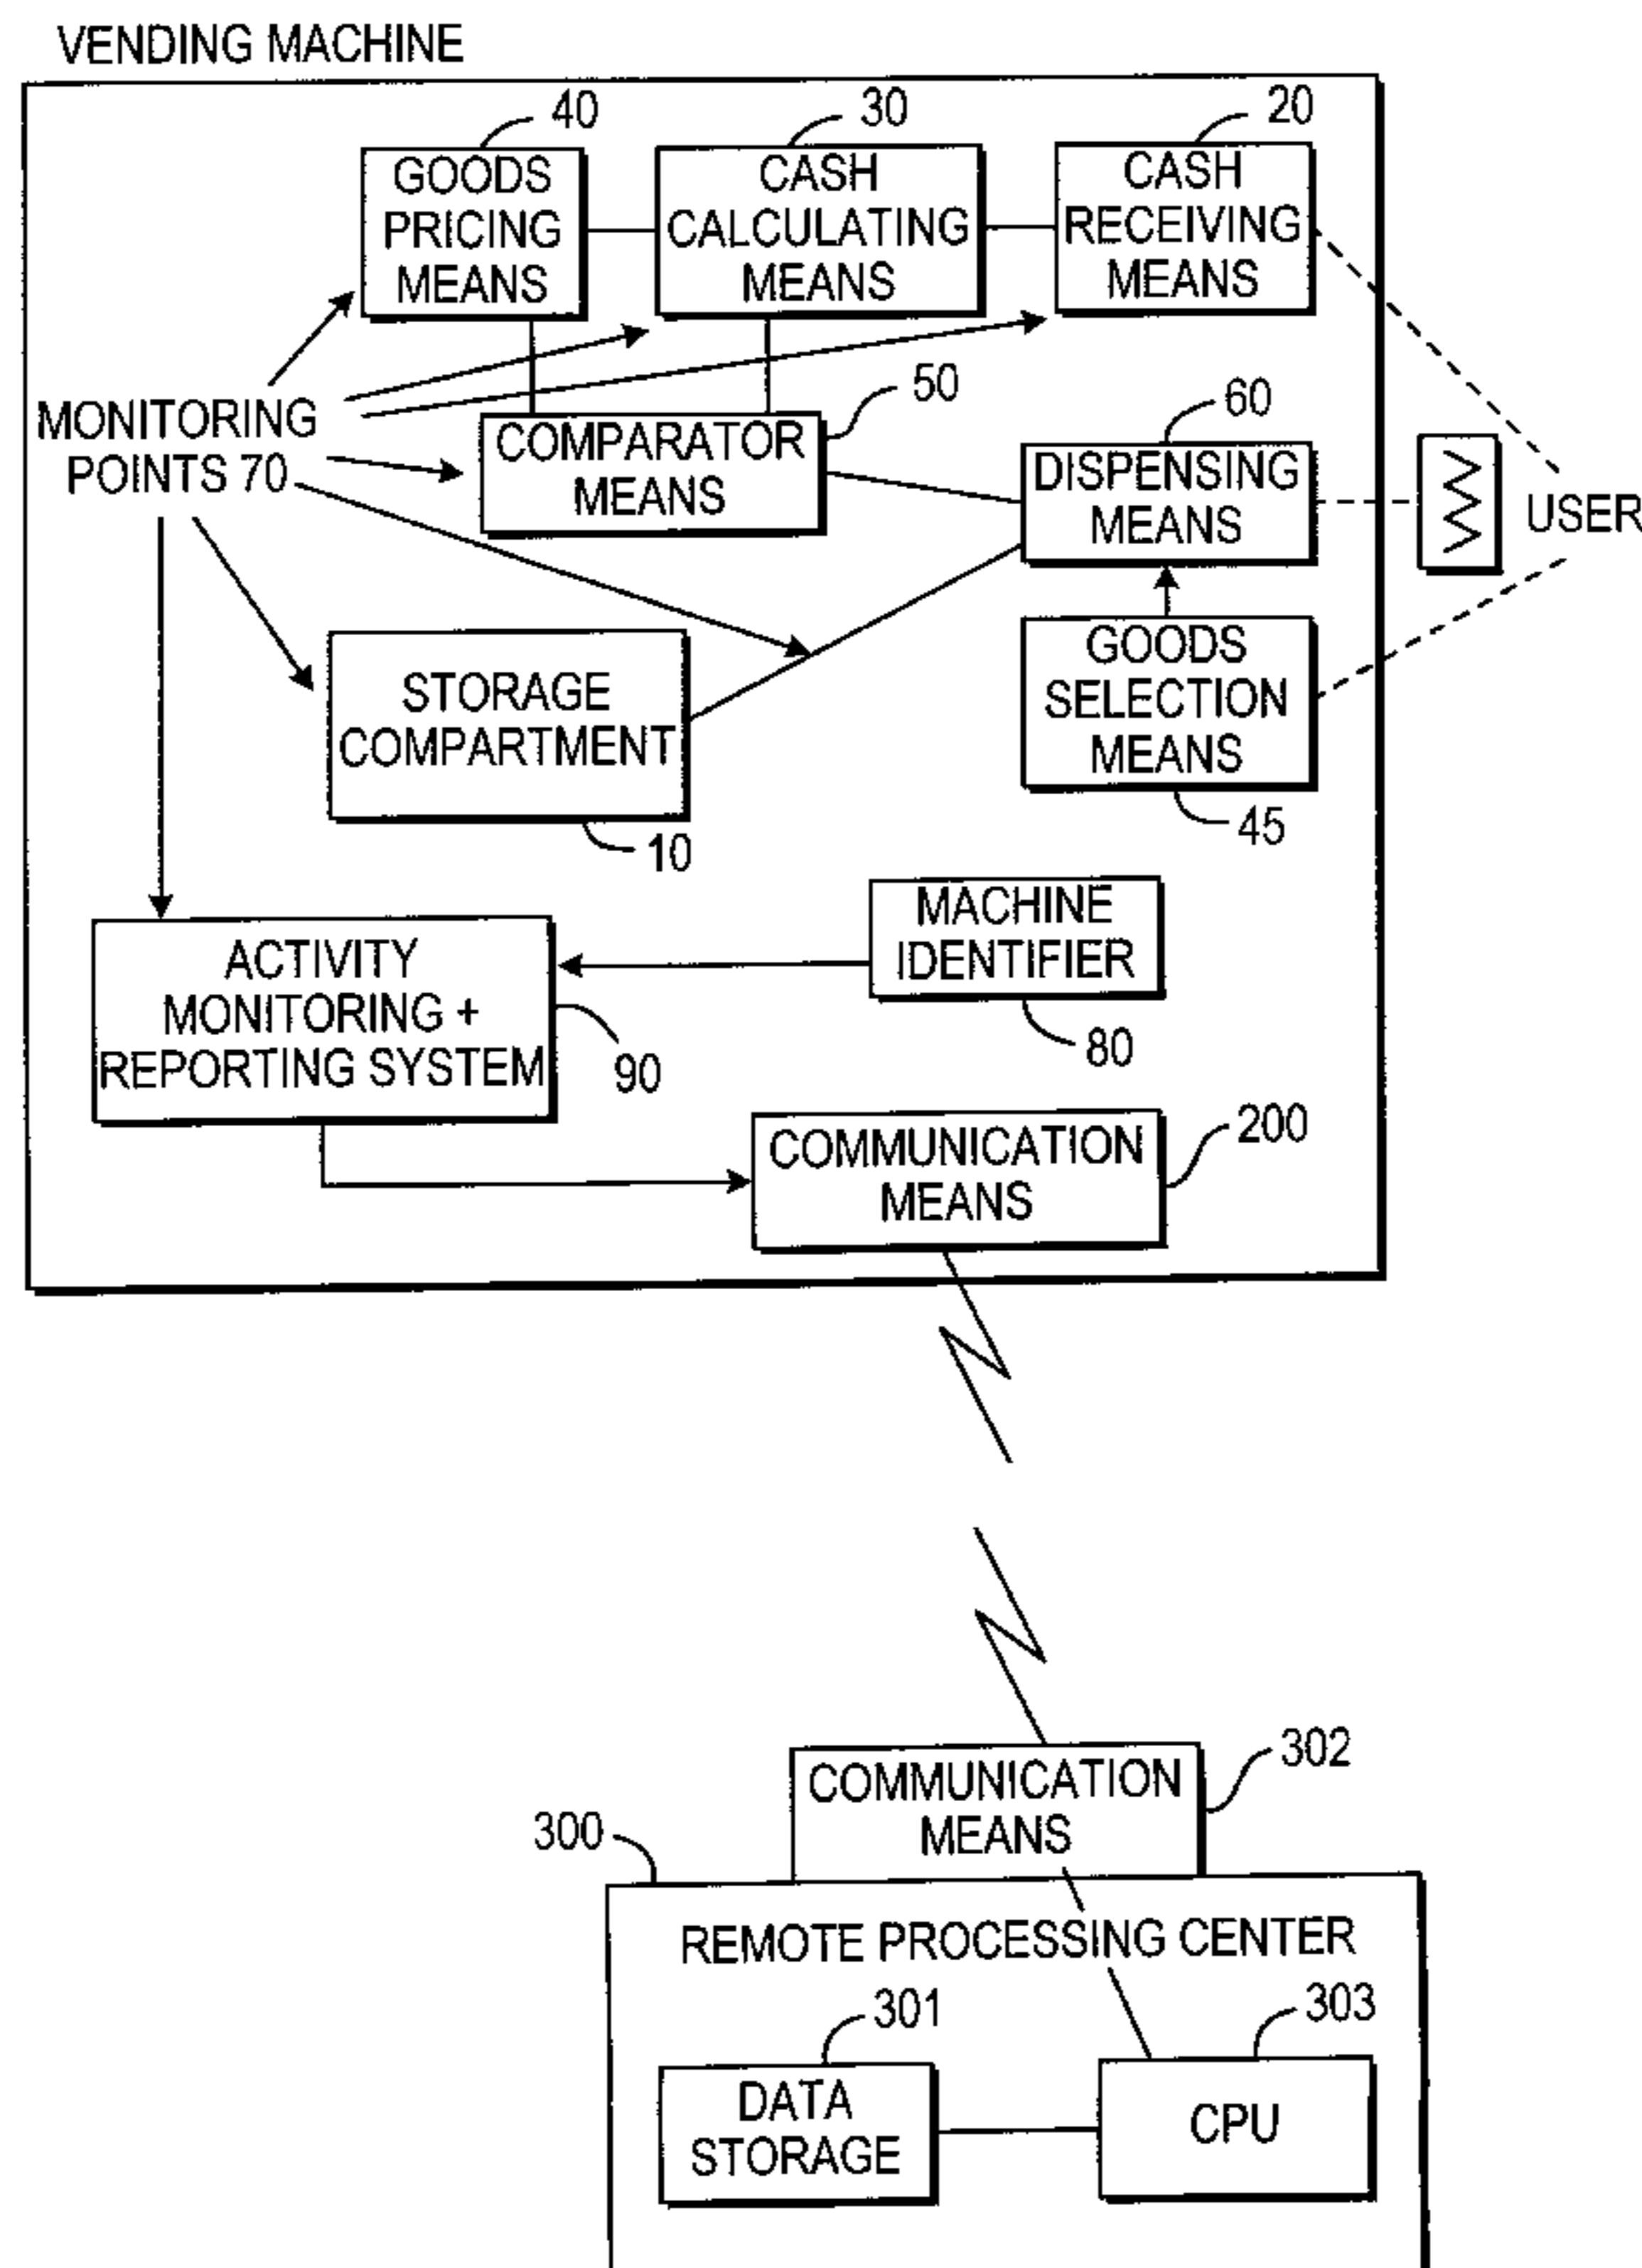 VENDING MACHINE
40
30
20
GOODS
PRICING
MEANS
CASH
CALCULATING
MEANS
CASH
RECEIVING
MEANS
MONITORING
POINTS 70
50
COMPARATOR
MEANS
60
DISPENSING
MEANS
USER
GOODS
SELECTION
MEANS
45
STORAGE
COMPARTMENT
10
MACHINE
IDENTIFIER
80
ACTIVITY
MONITORING +
REPORTING SYSTEM
90
COMMUNICATION
MEANS
200
COMMUNICATION
MEANS
302
300
REMOTE PROCESSING CENTER
301
303
DATA
STORAGE
CPU